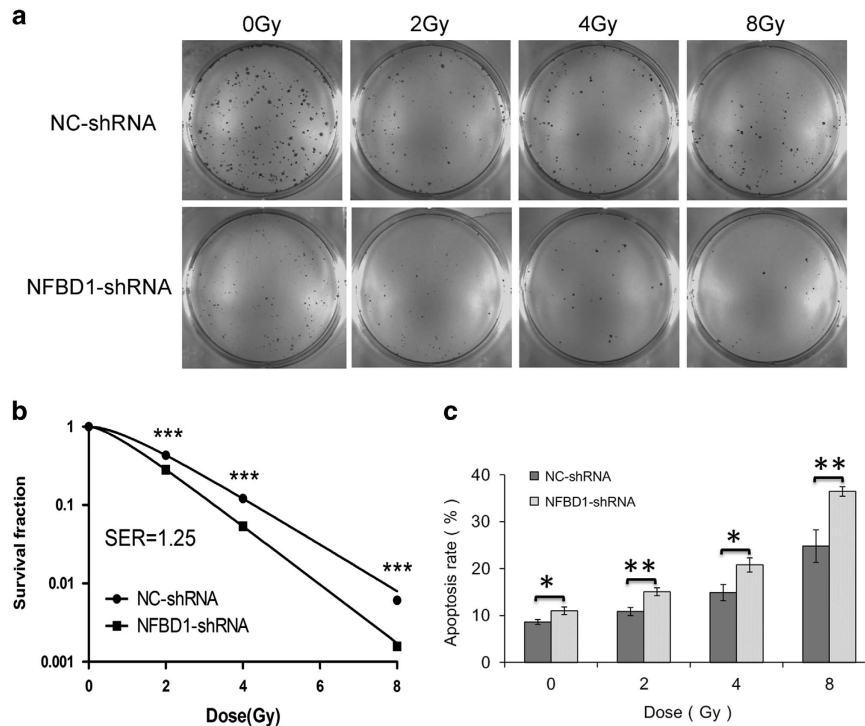 a
0Gy 2Gy 4Gy 8Gy
NC-shRNA
NFBD1-shRNA
b
Survival fraction
1
0.1
0.01
0.001
***
***
***
SER=1.25
NC-shRNA
NFBD1-shRNA
0 2 4 6 8
Dose(Gy)
c
Apoptosis rate ( % )
40
30
20
10
0
NC-shRNA
NFBD1-shRNA
*
**
*
**
0 2 4 8
Dose ( Gy )